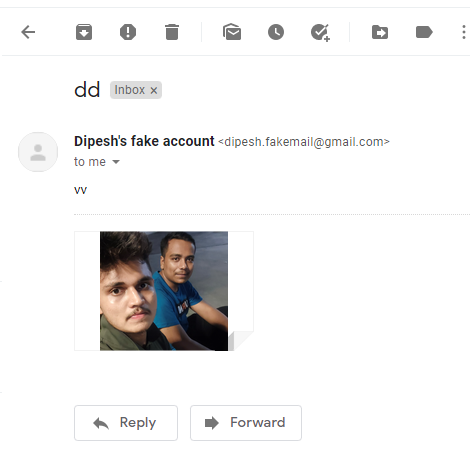 dd Inbox ×
Dipesh's fake account <dipesh.fakemail@gmail.com>
to me
vv
Reply Forward